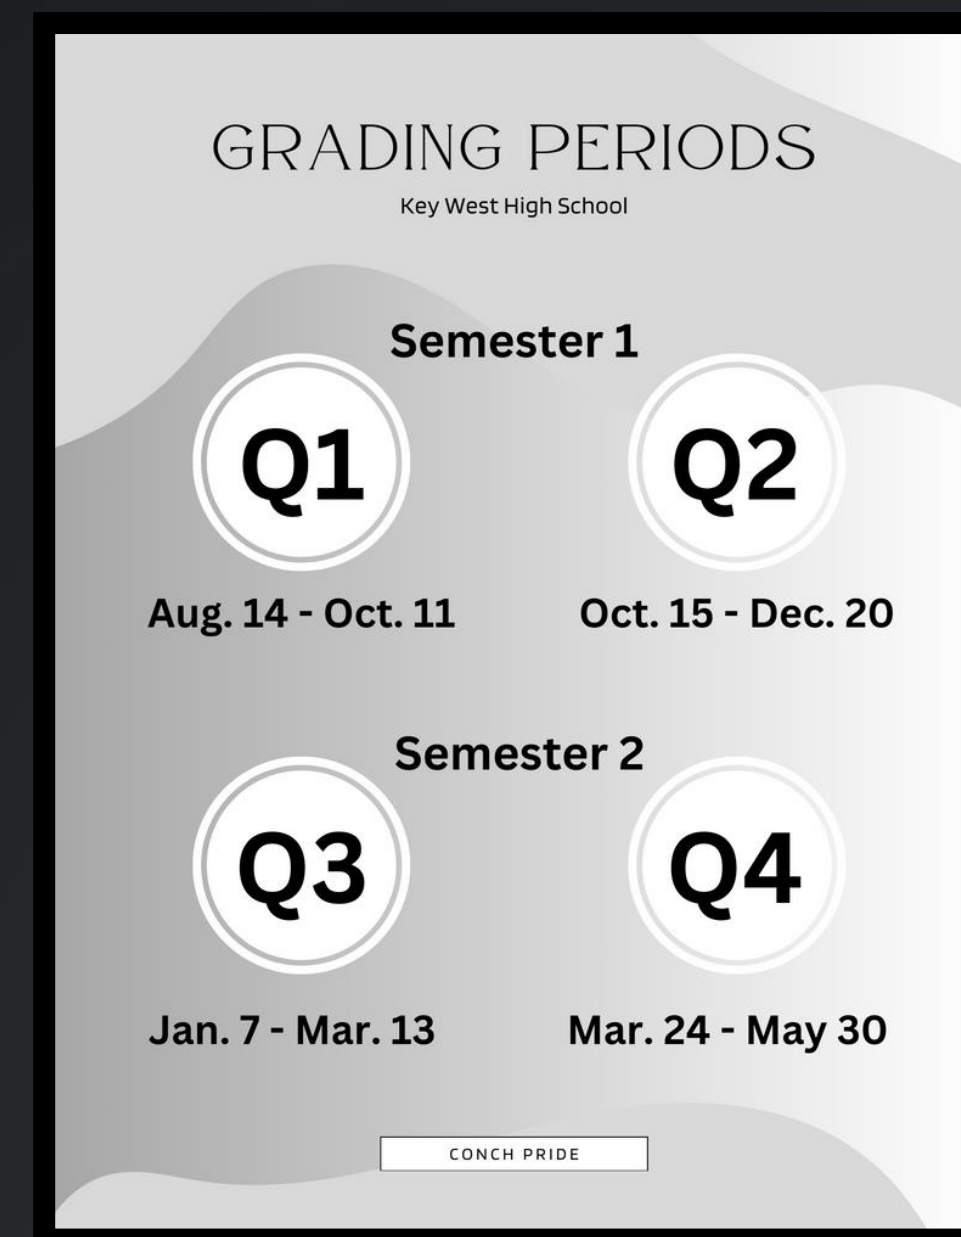 GRADING PERIODS
Key West High School
Semester 1
Q1
Q2
Aug. 14 - Oct. 11
Oct. 15 - Dec. 20
Semester 2
Q3
Q4
Jan. 7 - Mar. 13
Mar. 24 - May 30
CONCH PRIDE